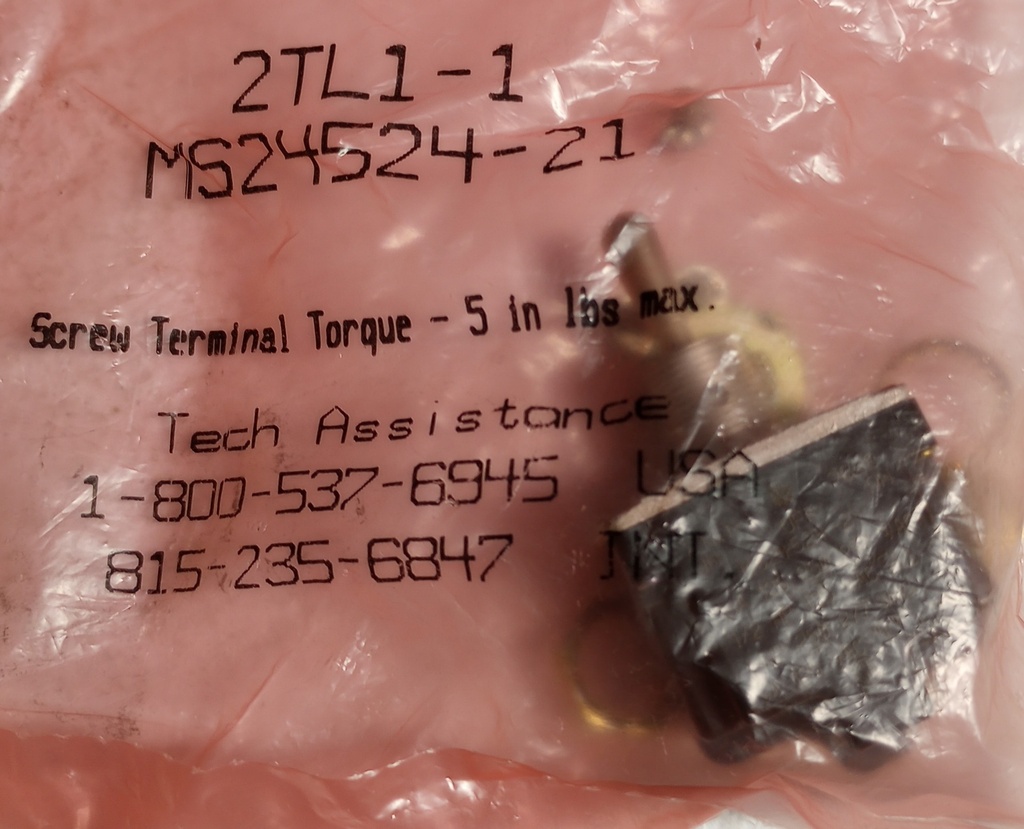 2TL1-1
MS24524-21
Screw Terminal Torque - 5 in lbs max.
Tech Assistance
1-800-537-6945 USA
815-235-6847 INT.